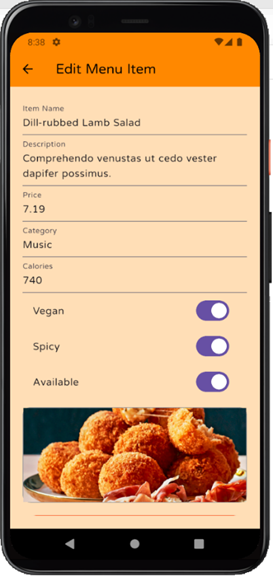 8:38
Edit Menu Item
Item Name
Dill-rubbed Lamb Salad
Description
Comprehendo venustas ut cedo vester
dapifer possimus.
Price
7.19
Category
Music
Calories
740
Vegan
Spicy
Available